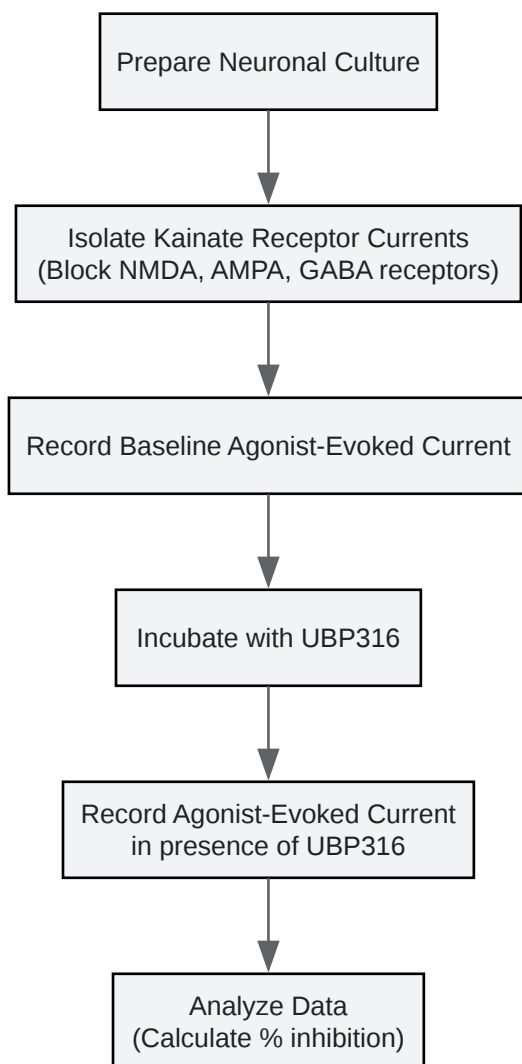 Prepare Neuronal Culture
Isolate Kainate Receptor Currents
(Block NMDA, AMPA, GABA receptors)
Record Baseline Agonist-Evoked Current
Incubate with UBP316
Record Agonist-Evoked Current
in presence of UBP316
Analyze Data
(Calculate % inhibition)